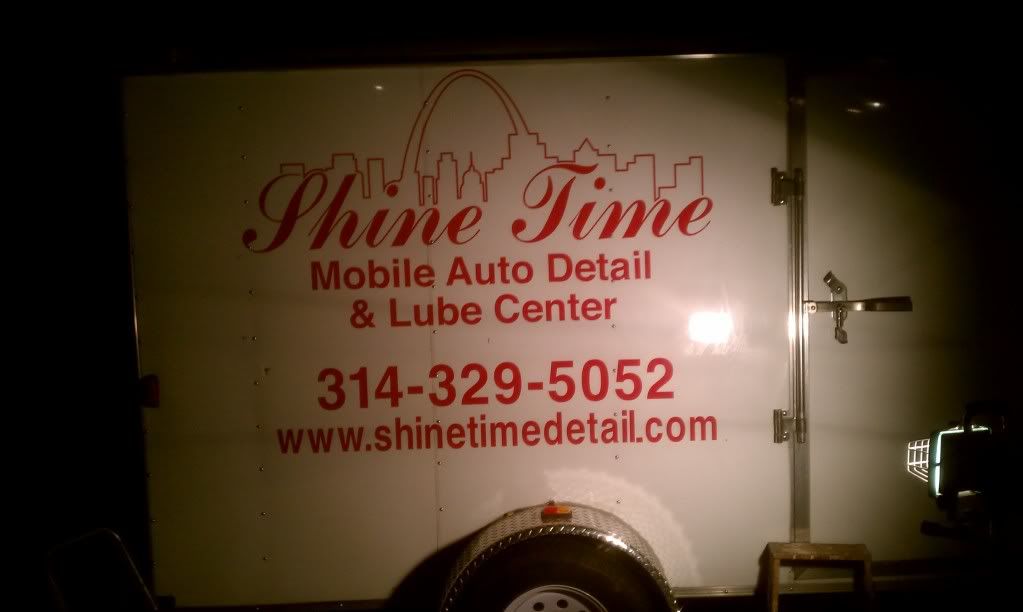 Shine Time
Mobile Auto Detail
& Lube Center
314-329-5052
www.shinetimedetail.com